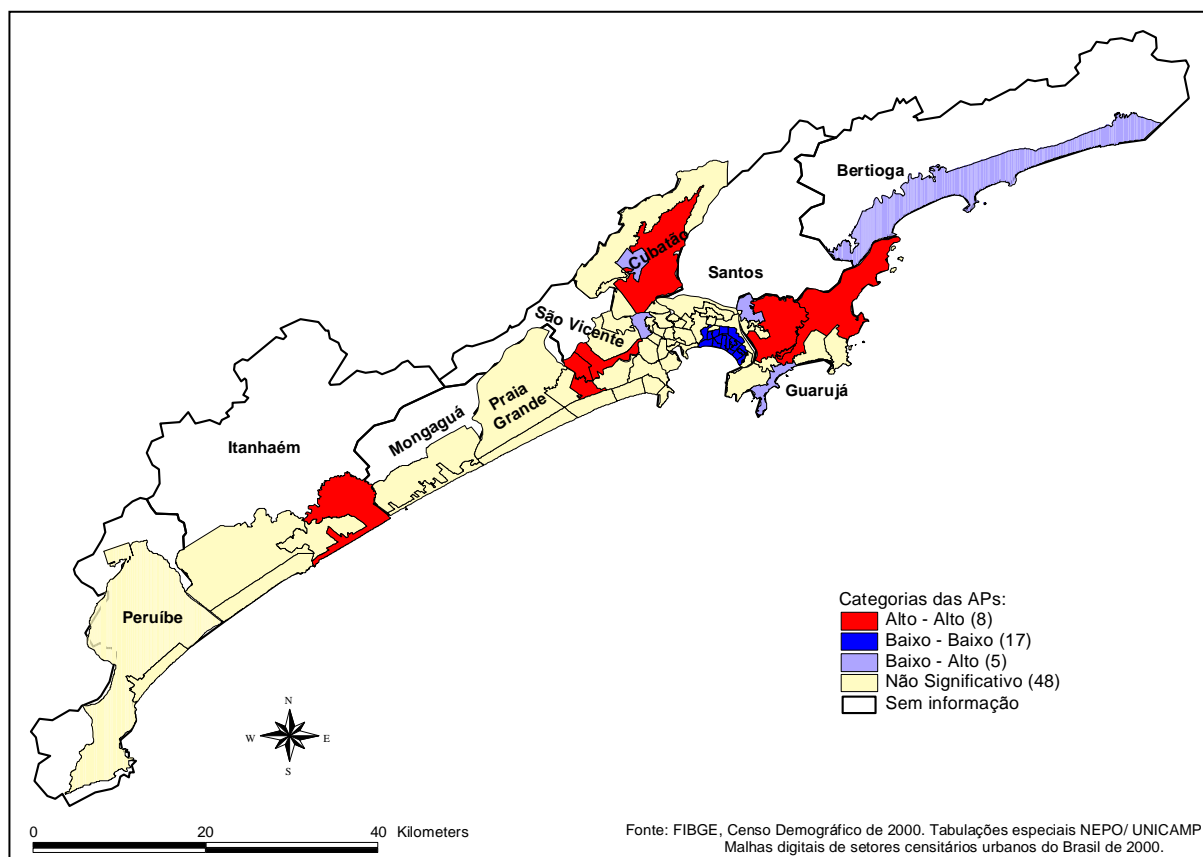 Bertioga
Cubatão
Santos
São Vicente
Guarujá
Praia
Grande
Mongaguá
Itanhaém
Peruíbe
Categorias das APs:
Alto - Alto (8)
Baixo - Baixo (17)
Baixo - Alto (5)
Não Significativo (48)
Sem informação
N
W
E
S
0 20 40 Kilometers
Fonte: FIBGE, Censo Demográfico de 2000. Tabulações especiais NEPO/ UNICAMP
Malhas digitais de setores censitários urbanos do Brasil de 2000.